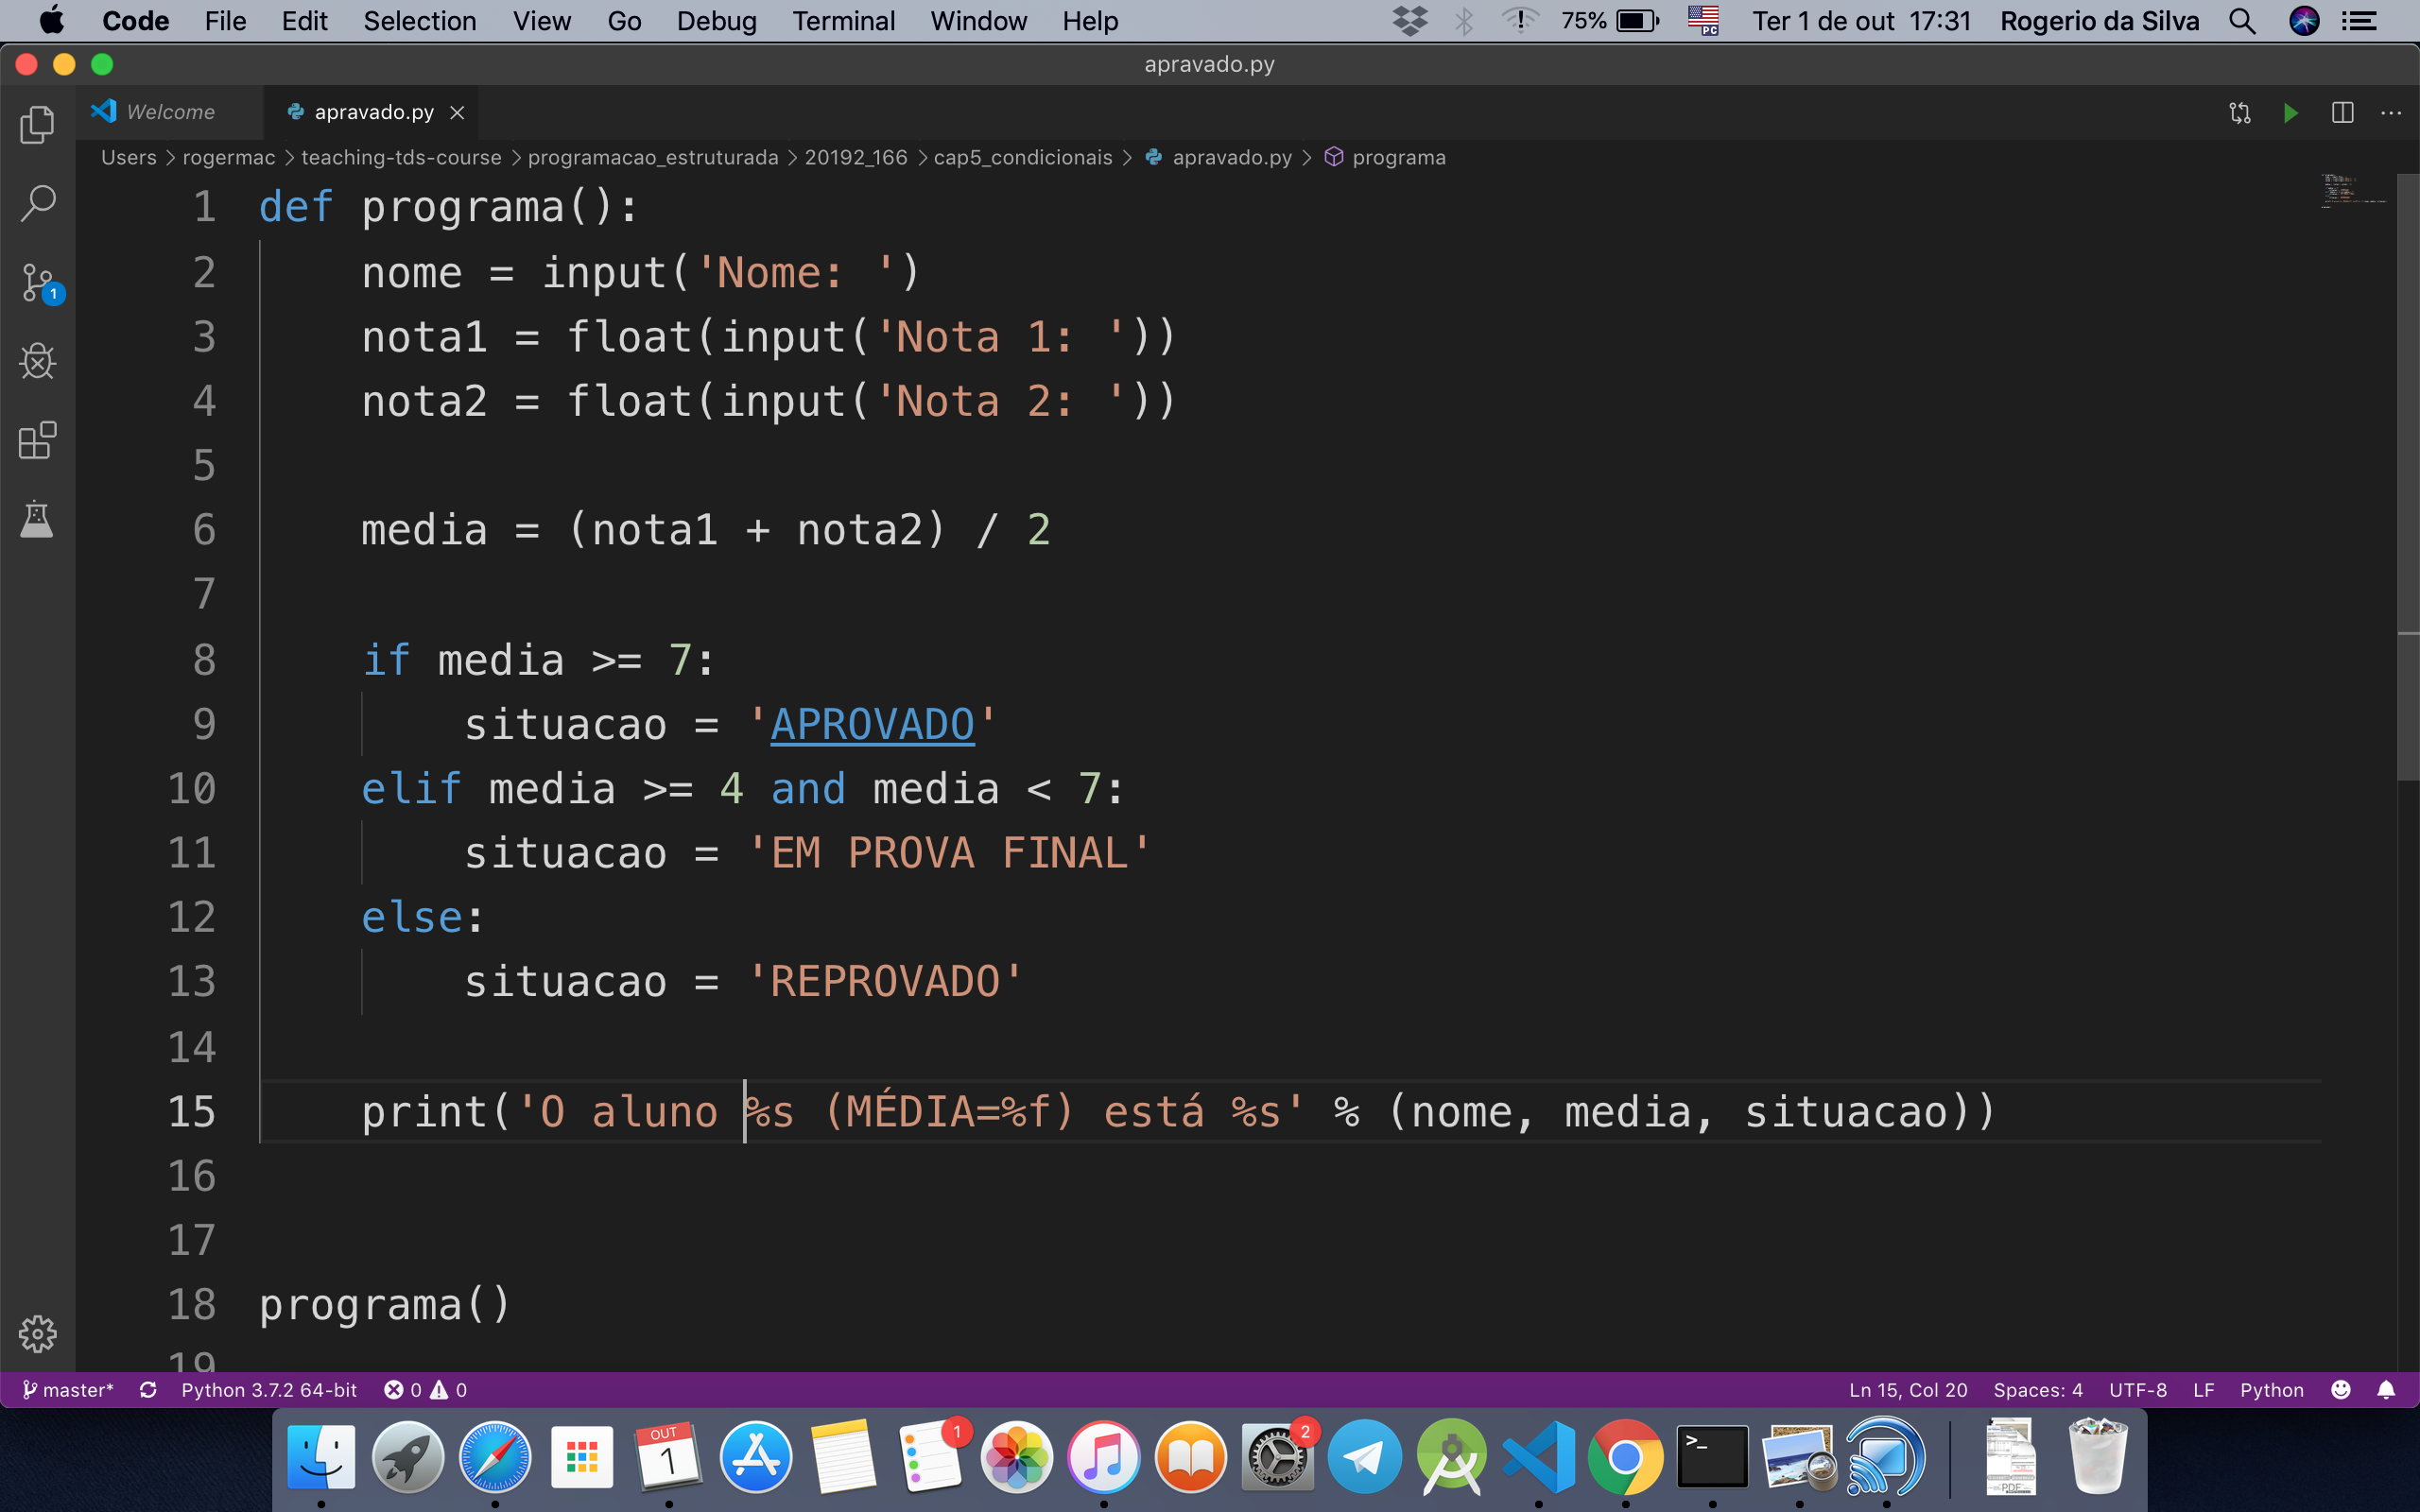 Code File Edit Selection View Go Debug Terminal Window Help 75% PC Ter 1 de out 17:31 Rogerio da Silva
apravado.py
Welcome apravado.py
Users > rogermac > teaching-tds-course > programacao_estruturada > 20192_166 > cap5_condicionais > apravado.py > programa
1 def programa():
2     nome = input('Nome: ')
3     nota1 = float(input('Nota 1: '))
4     nota2 = float(input('Nota 2: '))
5
6     media = (nota1 + nota2) / 2
7
8     if media >= 7:
9         situacao = 'APROVADO'
10     elif media >= 4 and media < 7:
11         situacao = 'EM PROVA FINAL'
12     else:
13         situacao = 'REPROVADO'
14
15     print('O aluno %s (MÉDIA=%f) está %s' % (nome, media, situacao))
16
17
18 programa()
19
1
master* Python 3.7.2 64-bit 0 0 Ln 15, Col 20 Spaces: 4 UTF-8 LF Python
OUT
1
1
2
>_
PDF